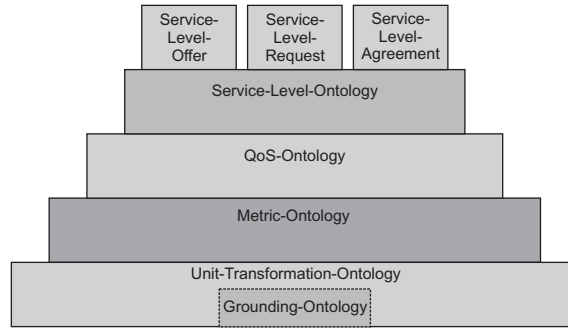 Service-
Level-
Offer
Service-
Level-
Request
Service-
Level-
Agreement
Service-Level-Ontology
QoS-Ontology
Metric-Ontology
Unit-Transformation-Ontology
Grounding-Ontology